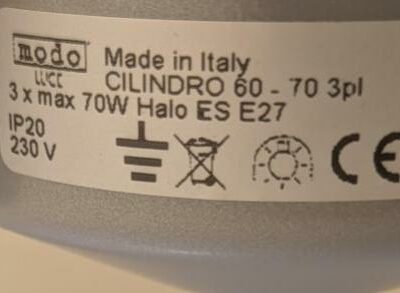 modo Made in Italy
LUCE CILINDRO 60 - 70 3pl
3 x max 70W Halo ES E27
IP20
230 V
CE